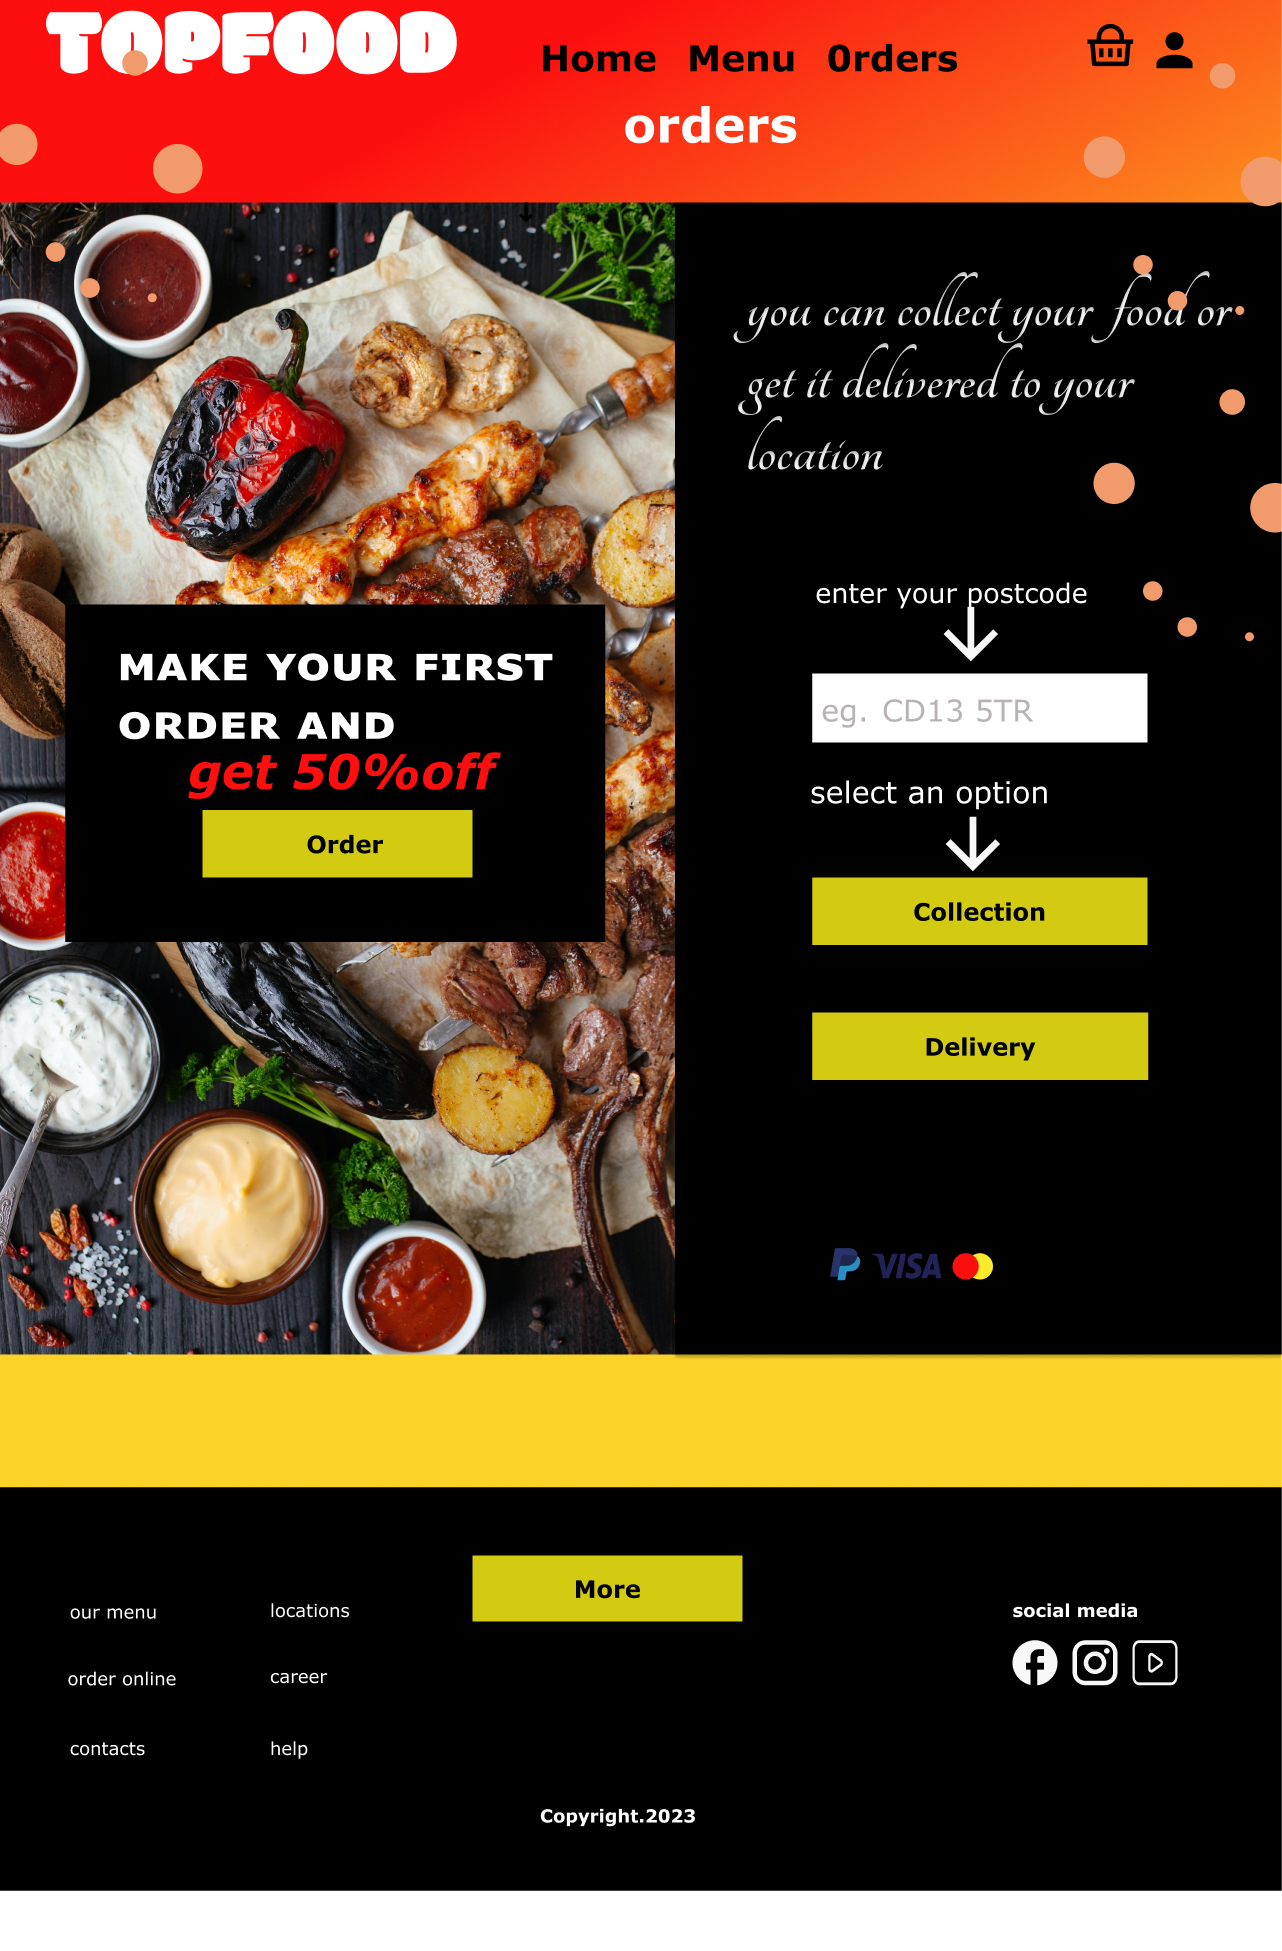 TOPFOOD
Home Menu 0rders
orders
you can collect your food or
get it delivered to your
location
enter your postcode
eg. CD13 5TR
select an option
Collection
Delivery
MAKE YOUR FIRST
ORDER AND
get 50%off
Order
VISA
More
our menu
locations
social media
order online
career
contacts
help
Copyright.2023